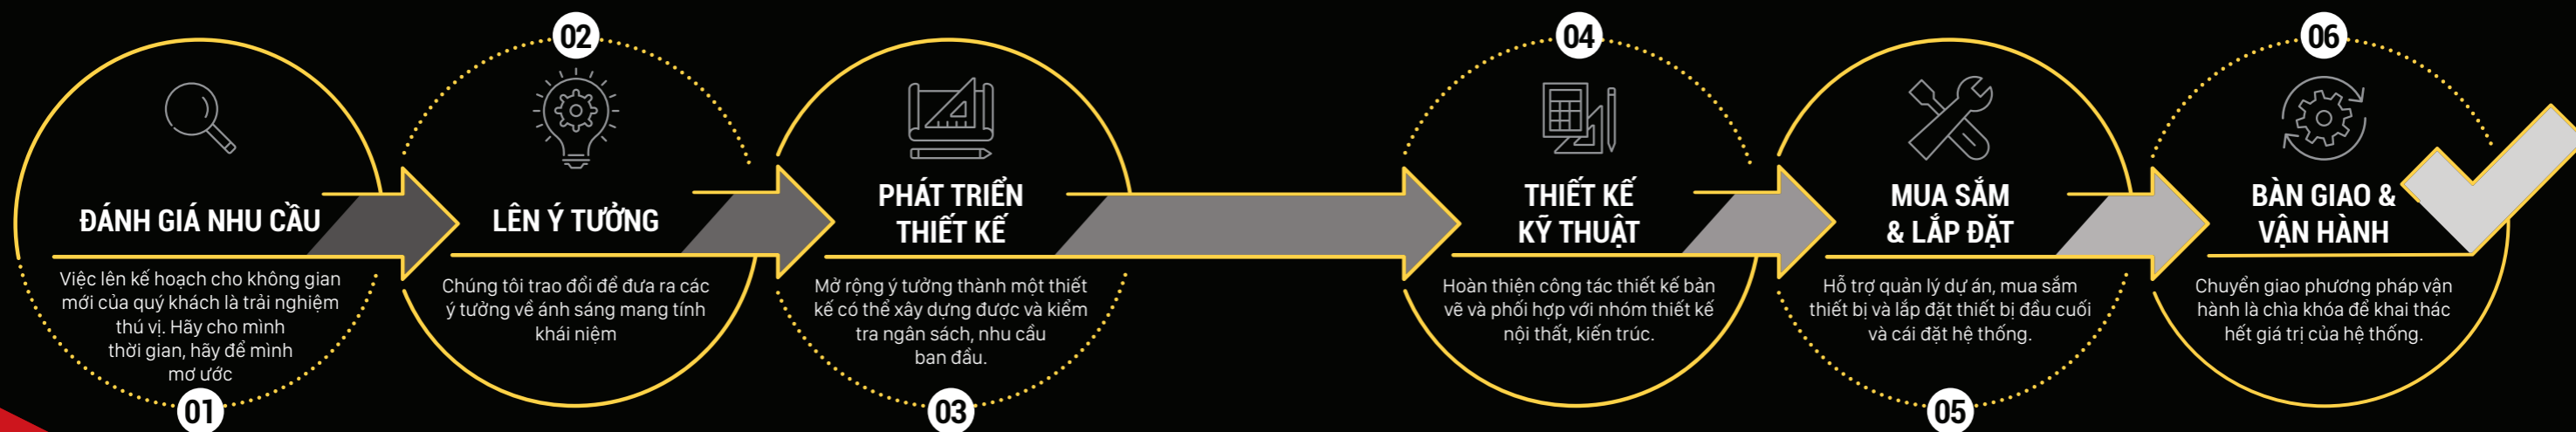 ĐÁNH GIÁ NHU CẦU
Việc lên kế hoạch cho không gian
mới của quý khách là trải nghiệm
thú vị. Hãy cho mình
thời gian, hãy để mình
mơ ước
01
02
LÊN Ý TƯỞNG
Chúng tôi trao đổi để đưa ra các
ý tưởng về ánh sáng mang tính
khái niệm
PHÁT TRIỂN
THIẾT KẾ
Mở rộng ý tưởng thành một thiết
kế có thể xây dựng được và kiểm
tra ngân sách, nhu cầu
ban đầu.
03
04
THIẾT KẾ
KỸ THUẬT
Hoàn thiện công tác thiết kế bản
vẽ và phối hợp với nhóm thiết kế
nội thất, kiến trúc.
MUA SẮM
& LẮP ĐẶT
Hỗ trợ quản lý dự án, mua sắm
thiết bị và lắp đặt thiết bị đầu cuối
và cái đặt hệ thống.
05
06
BÀN GIAO &
VẬN HÀNH
Chuyển giao phương pháp vận
hành là chìa khóa để khai thác
hết giá trị của hệ thống.